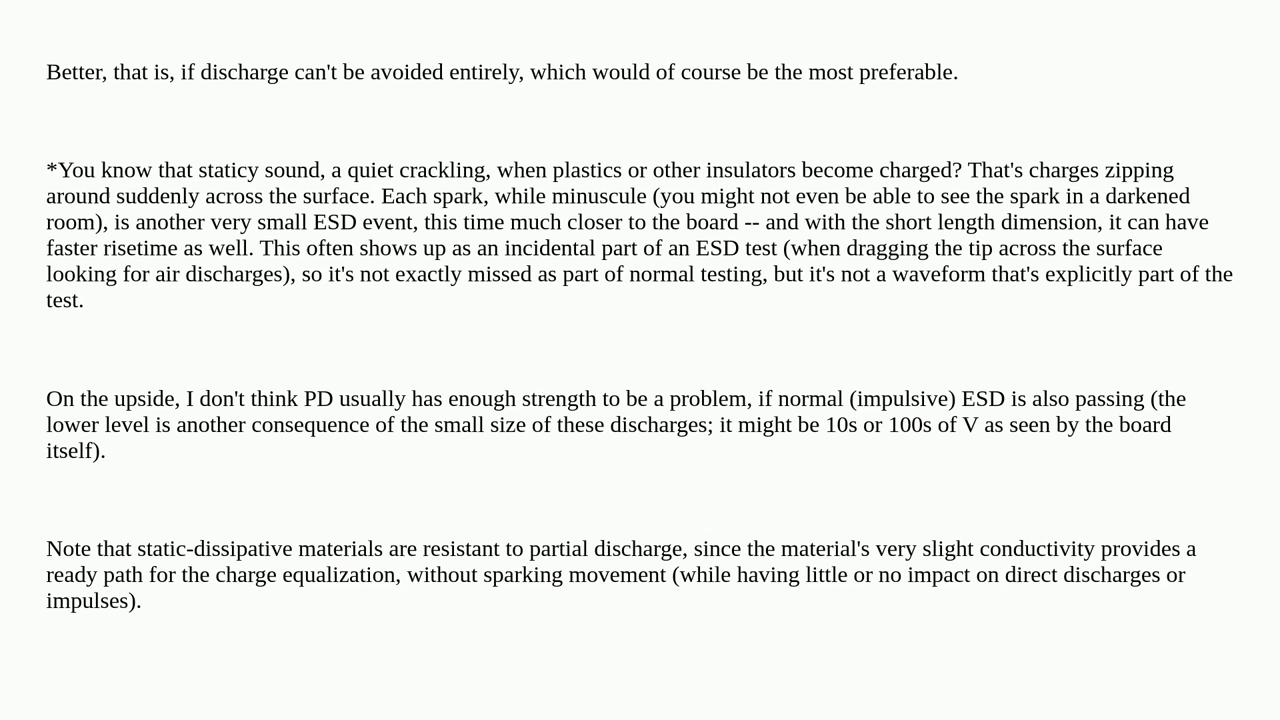 Better, that is, if discharge can't be avoided entirely, which would of course be the most preferable.
*You know that staticy sound, a quiet crackling, when plastics or other insulators become charged? That's charges zipping
around suddenly across the surface. Each spark, while minuscule (you might not even be able to see the spark in a darkened
room), is another very small ESD event, this time much closer to the board -- and with the short length dimension, it can have
faster risetime as well. This often shows up as an incidental part of an ESD test (when dragging the tip across the surface
looking for air discharges), so it's not exactly missed as part of normal testing, but it's not a waveform that's explicitly part of the
test.
On the upside, I don't think PD usually has enough strength to be a problem, if normal (impulsive) ESD is also passing (the
lower level is another consequence of the small size of these discharges; it might be 10s or 100s of V as seen by the board
itself).
Note that static-dissipative materials are resistant to partial discharge, since the material's very slight conductivity provides a
ready path for the charge equalization, without sparking movement (while having little or no impact on direct discharges or
impulses).